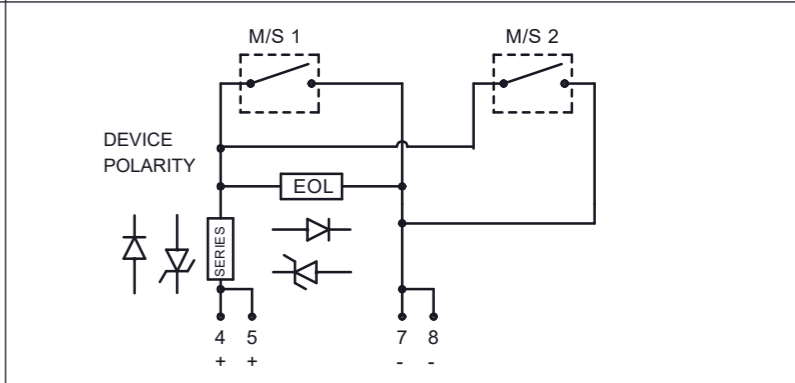 M/S 1
M/S 2
DEVICE
POLARITY
EOL
SERIES
4 5 7 8
+ + - -